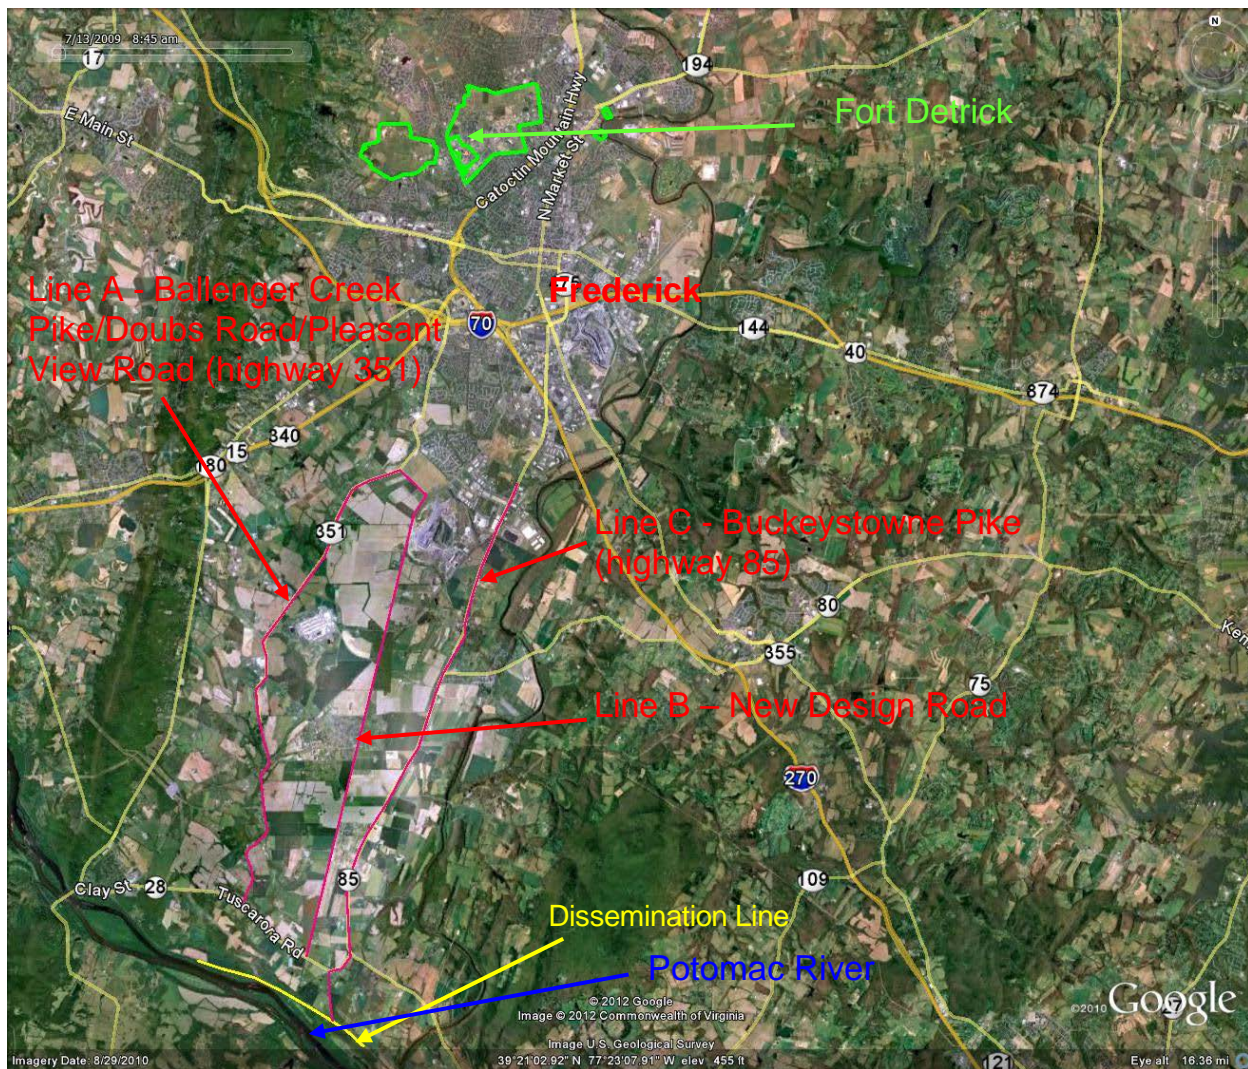 7/13/2009 8:45 am
N
17
194
E Main St
Fort Detrick
Catoctin Mountain Hwy
N Market St
Line A - Ballenger Creek
Pike/Doubs Road/Pleasant
View Road (highway 351)
Frederick
70
144
40
874
340
15
180
351
Line C - Buckeystowne Pike
(highway 85)
80
355
75
Line B – New Design Road
270
85
109
Clay St
28
Tuscarora Rd
Dissemination Line
Potomac River
© 2012 Google
Image © 2012 Commonwealth of Virginia
©2010 Google
Image U.S. Geological Survey
Imagery Date: 8/29/2010
39°21'02.92" N 77°23'07.91" W elev 455 ft
121
Eye alt 16.36 mi